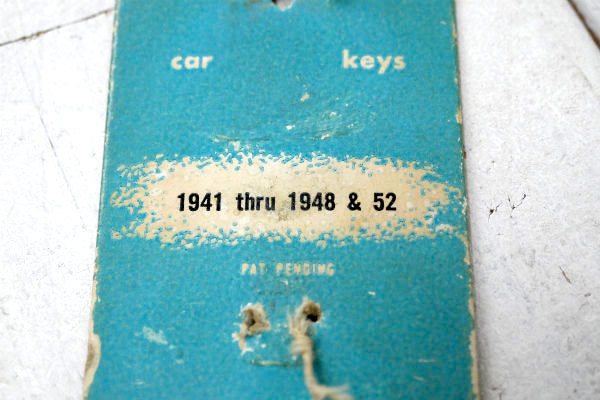 car keys
1941 thru 1948 & 52
PAT PENDING